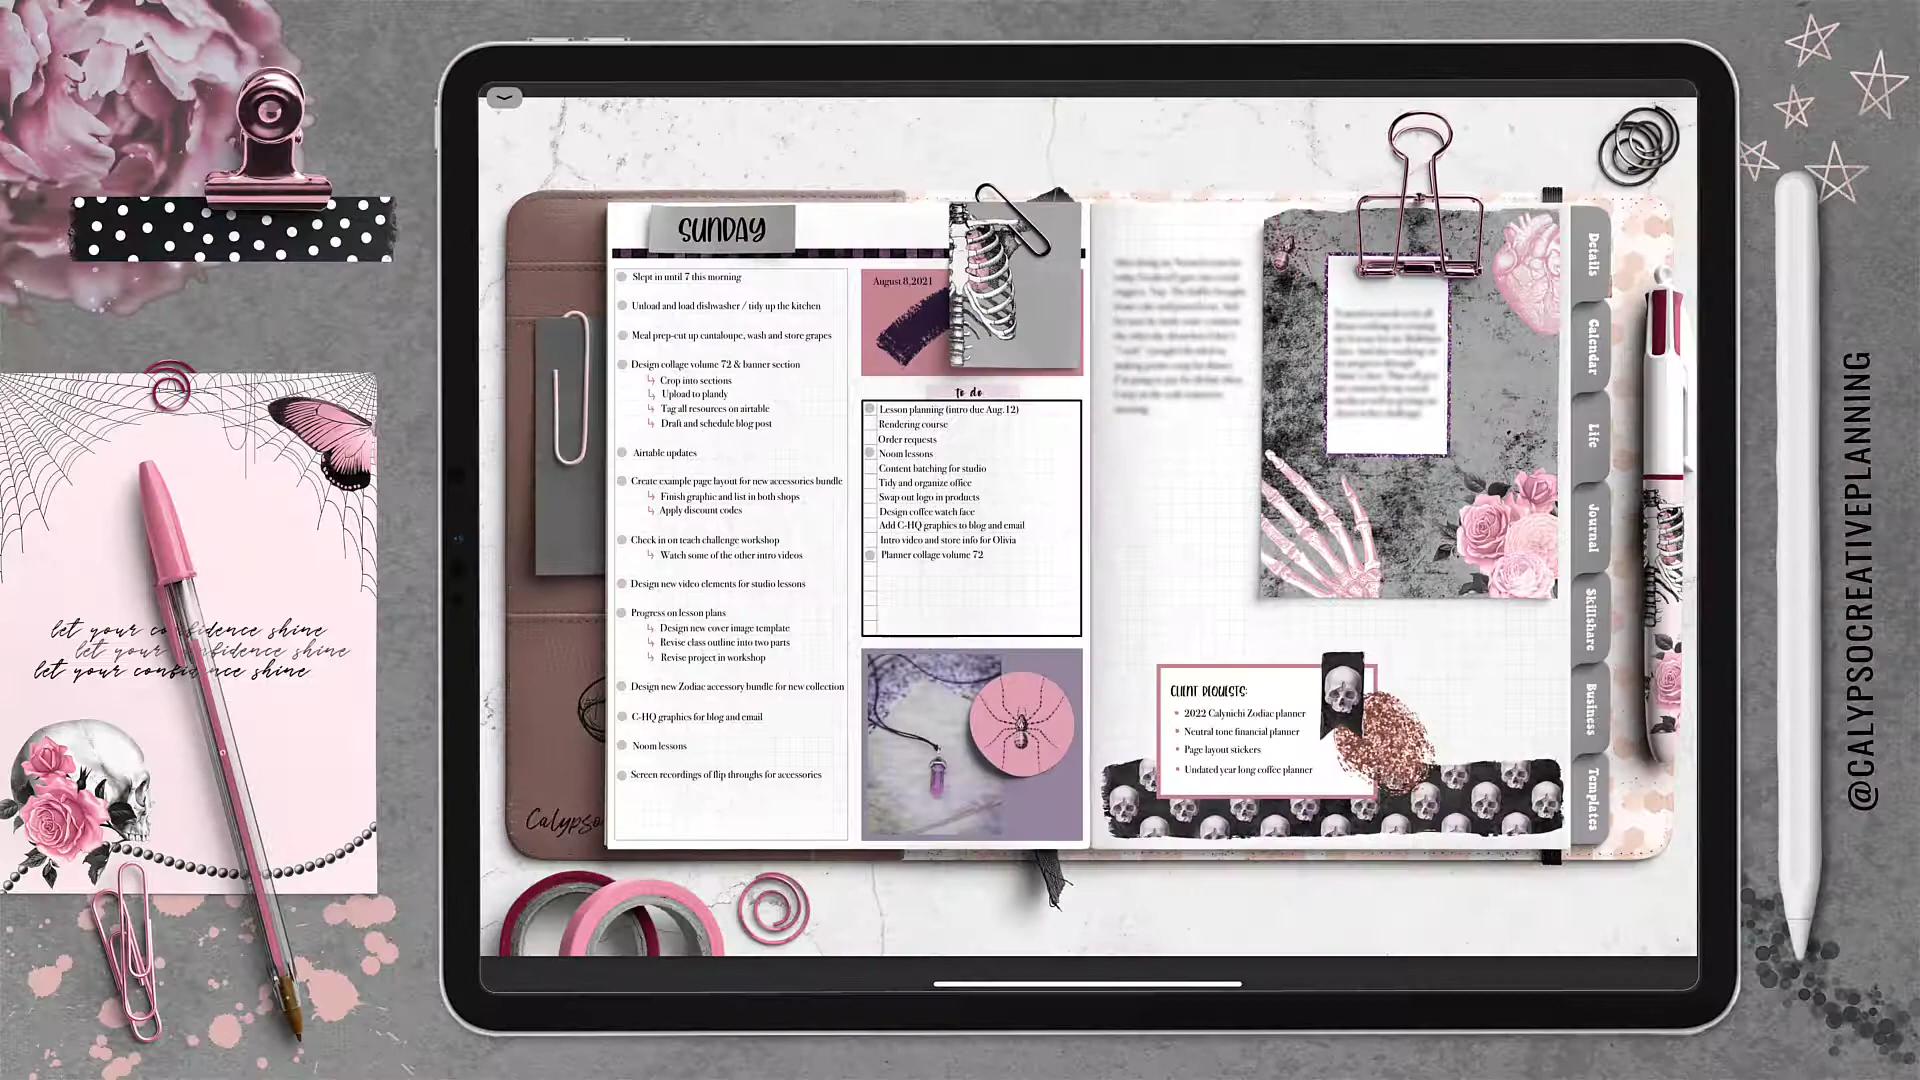 let your confidence shine
let your confidence shine
let your confidence shine
SUNDAY
Slept in until 7 this morning
Unload and load dishwasher / tidy up the kitchen
Meal prep-cut up cantaloupe, wash and store grapes
Design collage volume 72 & banner section
Crop into sections
Upload to plandy
Tag all resources on airtable
Draft and schedule blog post
Airtable updates
Create example page layout for new accessories bundle
Finish graphic and list in both shops
Apply discount codes
Check in on teach challenge workshop
Watch some of the other intro videos
Design new video elements for studio lessons
Progress on lesson plans
Design new cover image template
Revise class outline into two parts
Revise project in workshop
Design new Zodiac accessory bundle for new collection
C-HQ graphics for blog and email
Noom lessons
Screen recordings of flip throughs for accessories
Calypso
August 8, 2021
to do
Lesson planning (intro due Aug. 12)
Rendering course
Order requests
Noom lessons
Content batching for studio
Tidy and organize office
Swap out logo in products
Design coffee watch face
Add C-HQ graphics to blog and email
Intro video and store info for Olivia
Planner collage volume 72
CLIENT REQUESTS:
2022 Calynichi Zodiac planner
Neutral tone financial planner
Page layout stickers
Undated year long coffee planner
Details
Calendar
Life
Journal
Skillshare
Business
Templates
@CALYPSOCREATIVEPLANNING